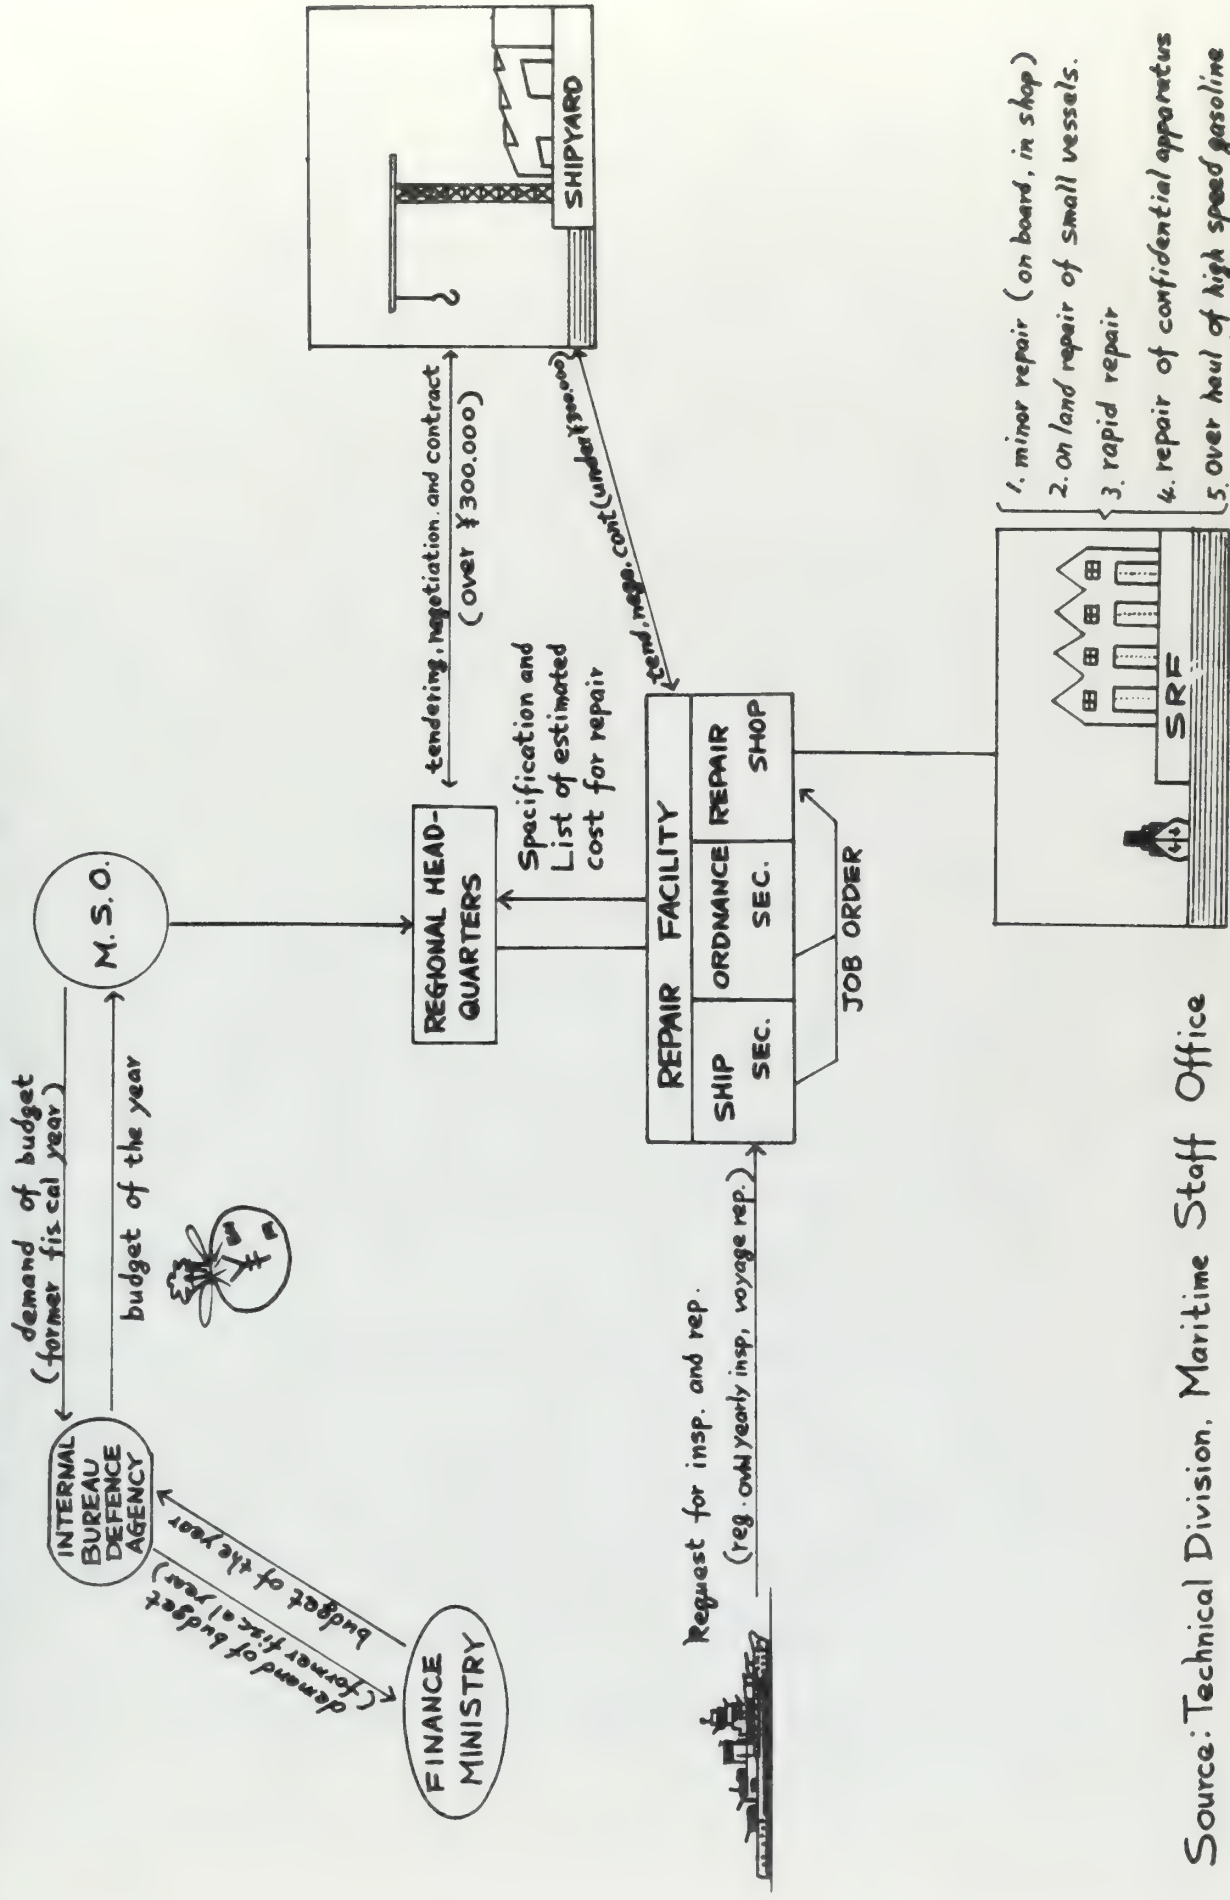 demand of budget
(former fiscal year)
M. S. O.
budget of the year
INTERNAL
BUREAU
DEFENCE
AGENCY
demand of budget
(former fiscal year)
budget of the year
FINANCE
MINISTRY
¥
REGIONAL HEAD-
QUARTERS
tendering, negotiation and contract
(over ¥300.000)
SHIPYARD
Specification and
List of estimated
cost for repair
tend, nego. cont (under ¥300.000)
Request for insp. and rep.
(reg. ovhl yearly insp, voyage rep.)
REPAIR FACILITY
SHIP
SEC.
ORDNANCE
SEC.
REPAIR
SHOP
JOB ORDER
SRF
1. minor repair (on board, in shop)
2. on land repair of small vessels.
3. rapid repair
4. repair of confidential apparatus
5. over haul of high speed gasoline
Source: Technical Division, Maritime Staff Office